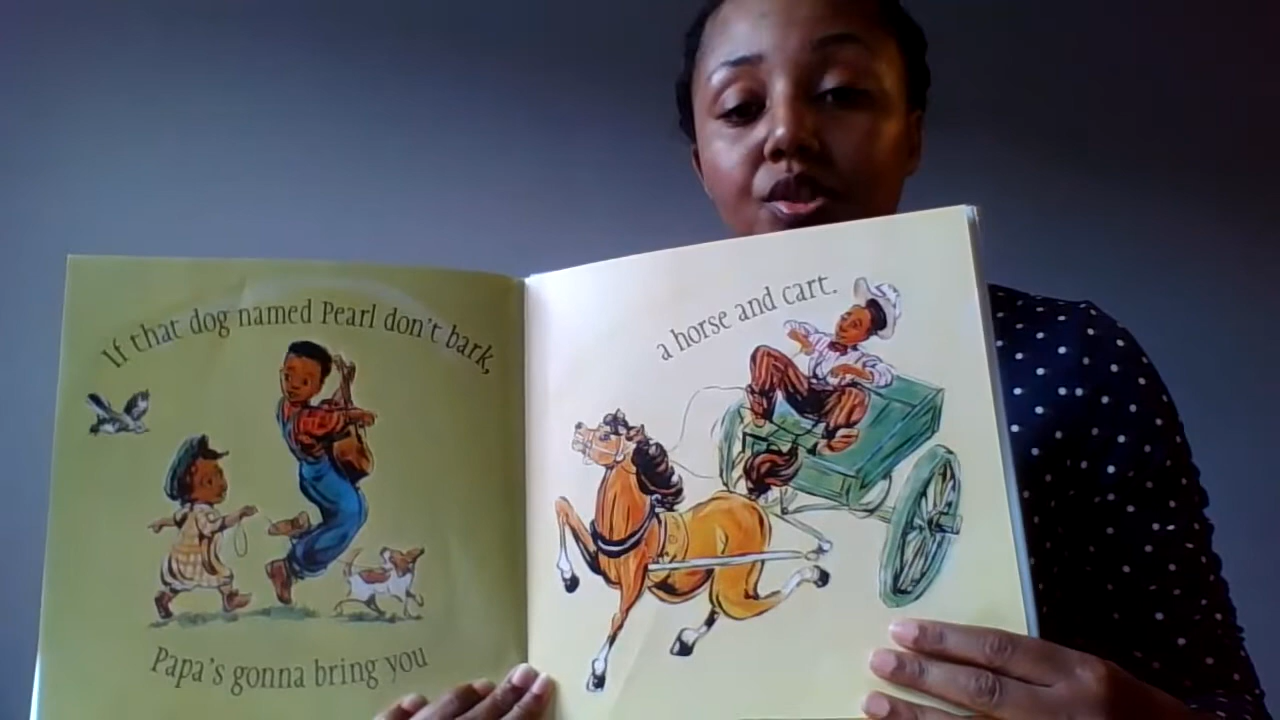 If that dog named Pearl don't bark,
Papa's gonna bring you
a horse and cart.